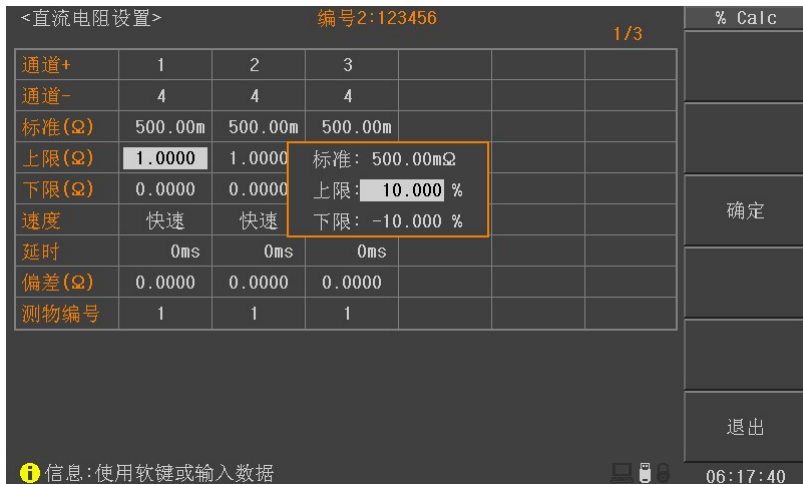 <直流电阻设置> 编号2:123456 1/3 % Calc
通道+ 1 2 3
通道- 4 4 4
标准(Ω) 500.00m 500.00m 500.00m
上限(Ω) 1.0000 1.0000
下限(Ω) 0.0000 0.0000
速度 快速 快速
延时 0ms 0ms 0ms
偏差(Ω) 0.0000 0.0000 0.0000
测物编号 1 1 1
标准: 500.00mΩ
上限: 10.000 %
下限: -10.000 %
确定
退出
信息:使用软键或输入数据 06:17:40